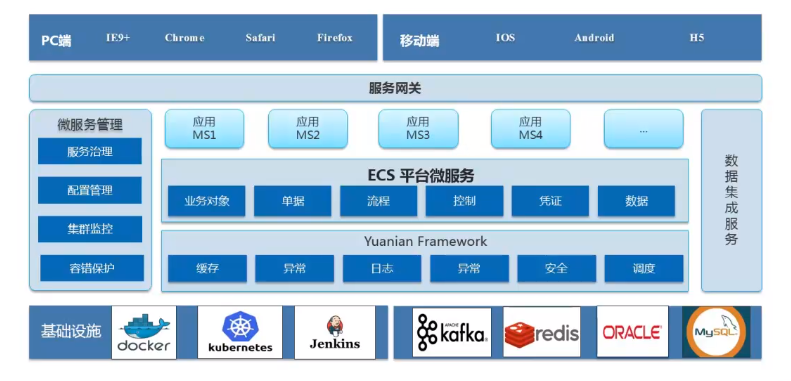 PC端 IE9+ Chrome Safari Firefox
移动端 IOS Android H5
服务网关
微服务管理
服务治理
配置管理
集群监控
容错保护
应用
MS1
应用
MS2
应用
MS3
应用
MS4
...
ECS 平台微服务
业务对象 单据 流程 控制 凭证 数据
Yuanian Framework
缓存 异常 日志 异常 安全 调度
数据集成服务
基础设施
docker
kubernetes
Jenkins
APACHE
kafka
redis
ORACLE
MySQL